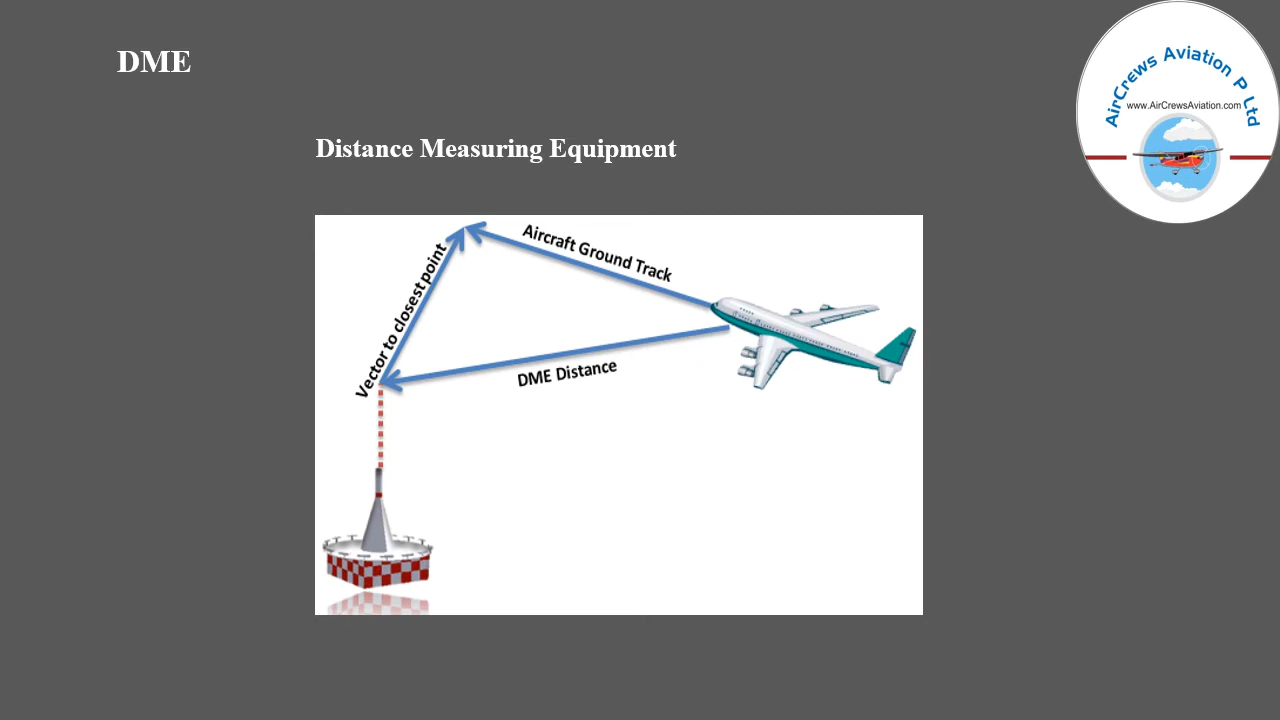 DME
AirCrews Aviation P Ltd
www.AirCrewsAviation.com
Distance Measuring Equipment
Aircraft Ground Track
Vector to closest point
DME Distance